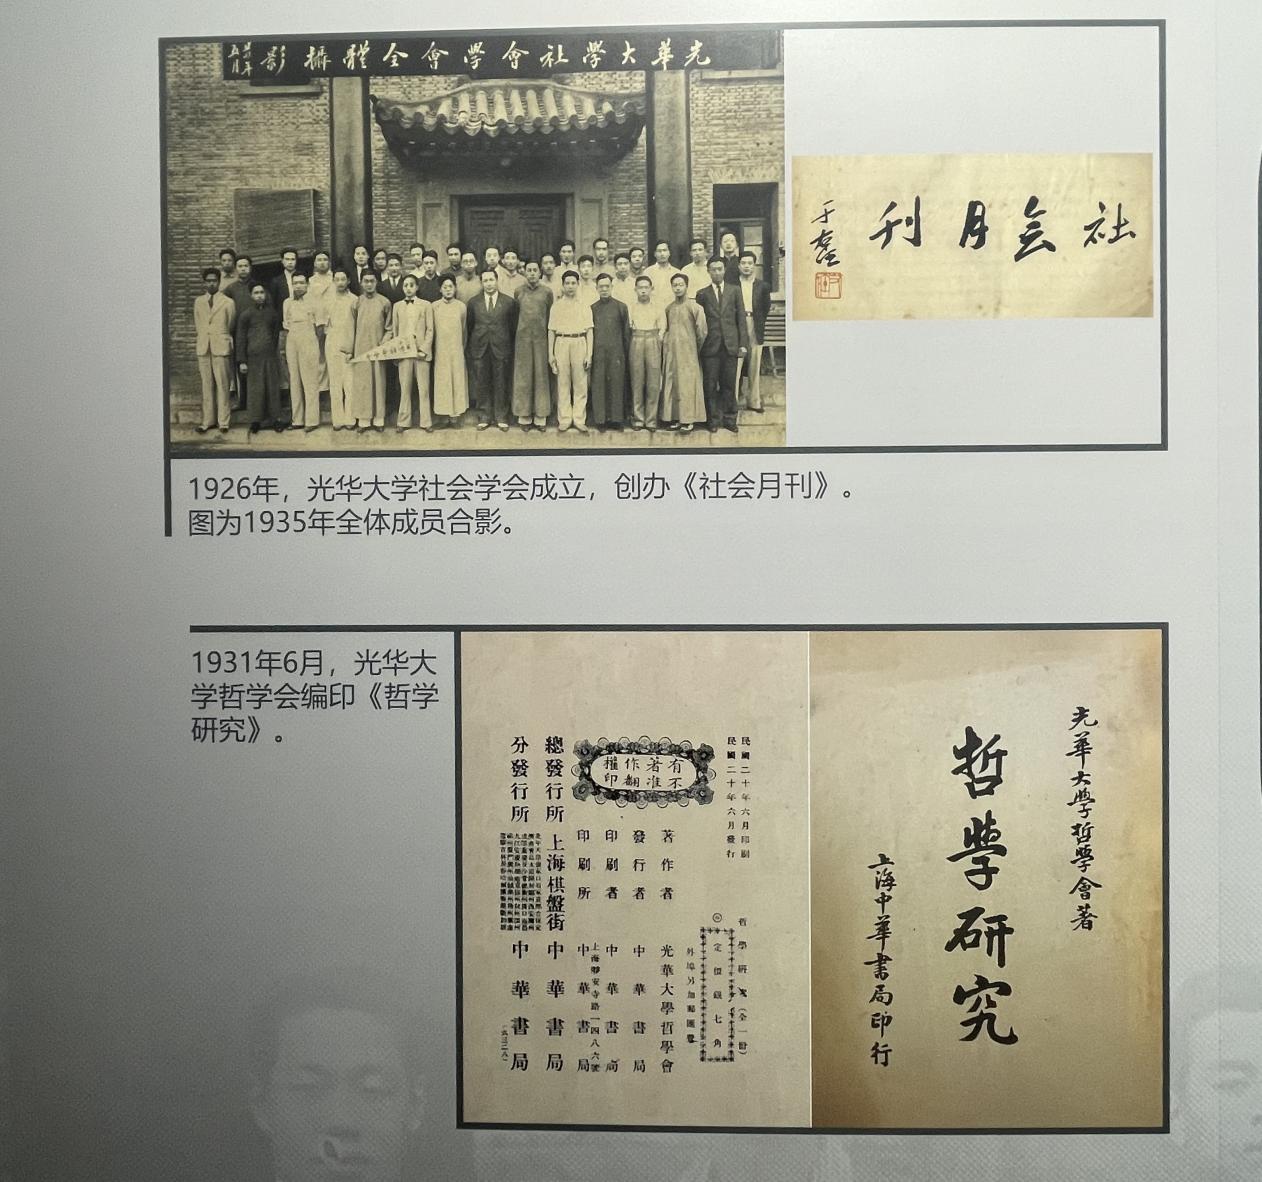 光華大學社會學會全體攝影
廿四年
五月
社会月刊
于右任
1926年，光华大学社会学会成立，创办《社会月刊》。
图为1935年全体成员合影。
1931年6月，光华大
学哲学会编印《哲学
研究》。
光華大學哲學會著
哲學研究
上海中華書局印行
民國二十年六月印刷
民國二十年六月發行
有不
著准
作翻
權印
哲學研究（全一册）
定價銀七角
外埠另加郵匯費
著作者 光華大學哲學會
發行者 中華書局
印刷者 中華書局
上海靜安寺路一四八六號
印刷所 中華書局
總發行所 上海棋盤街 中華書局
分發行所 中華書局